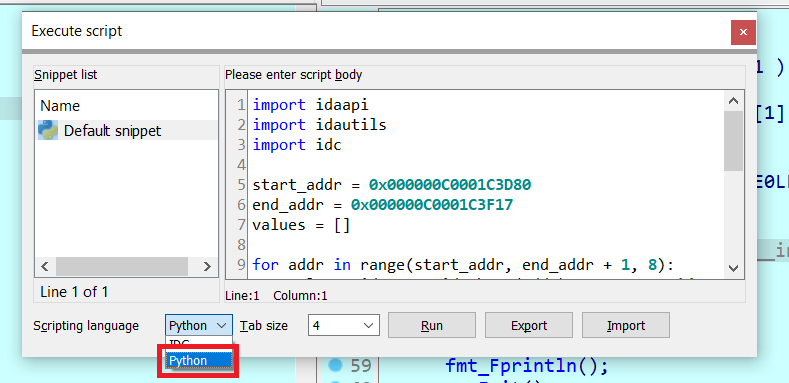 Execute script
1 )
Snippet list
Please enter script body
Name
Default snippet
1 import idaapi
2 import idautils
3 import idc
4
5 start_addr = 0x000000C0001C3D80
6 end_addr = 0x000000C0001C3F17
7 values = []
8
9 for addr in range(start_addr, end_addr + 1, 8):
[1]
Line 1 of 1
Line:1 Column:1
Scripting language
Python
Tab size
4
Run
Export
Import
Python
59 fmt_Fprintln();